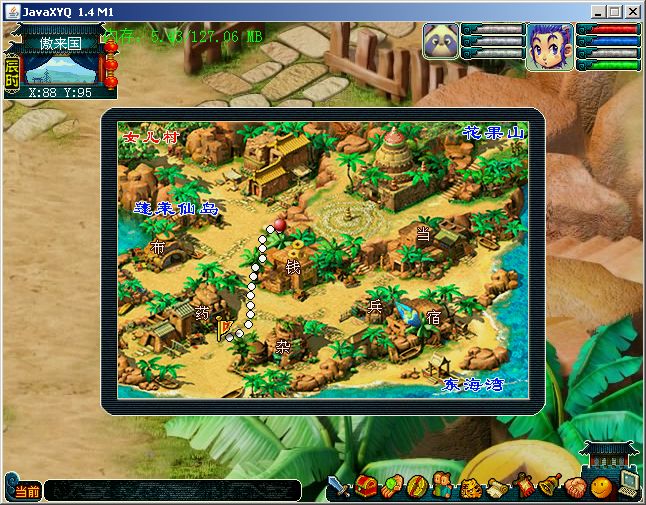 JavaXYQ 1.4 M1
内存：5.43/127.06 MB
傲来国
辰时
X:88 Y:95
女儿村
花果山
蓬莱仙岛
布
当
钱
药
兵
宿
杂
东海湾
当前